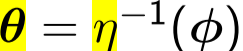 𝜽 = η⁻¹(ϕ)